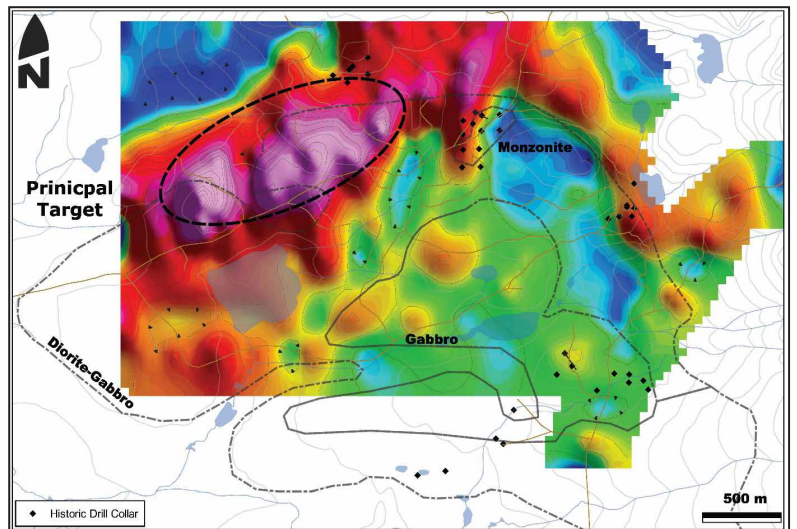 N
Monzonite
Prinicpal
Target
Gabbro
Diorite-Gabbro
500 m
Historic Drill Collar